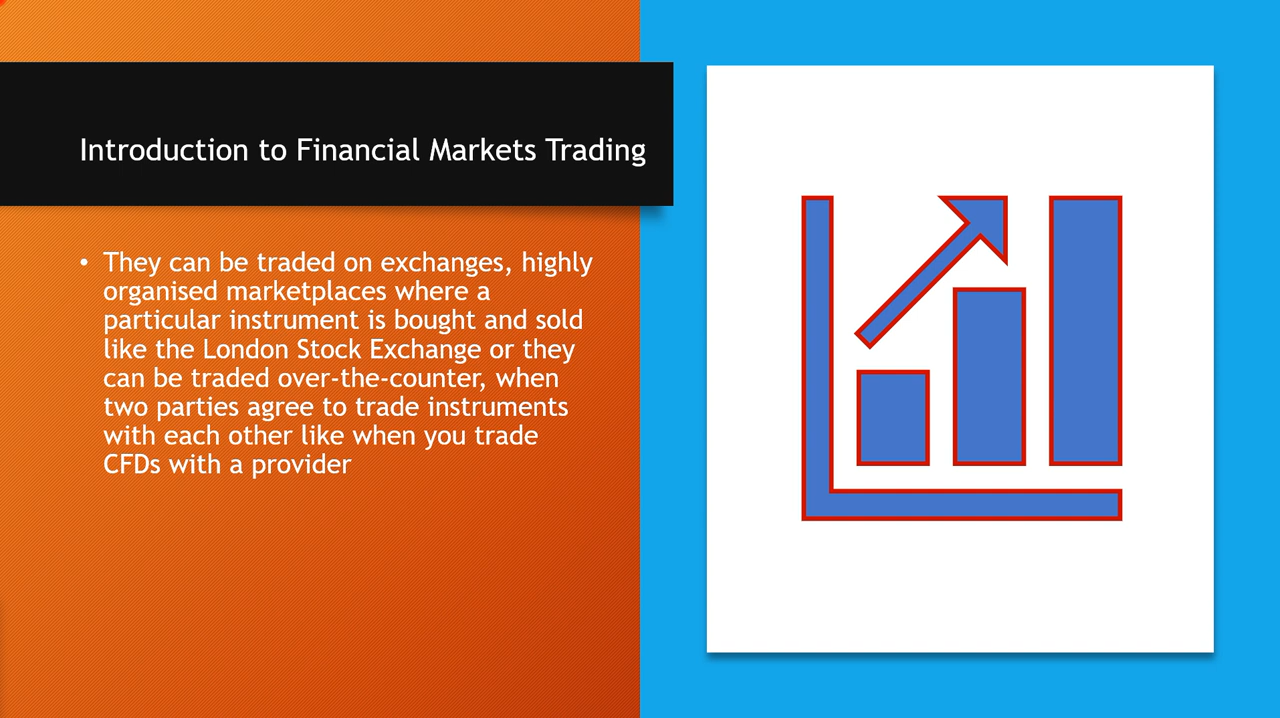 Introduction to Financial Markets Trading
• They can be traded on exchanges, highly
organised marketplaces where a
particular instrument is bought and sold
like the London Stock Exchange or they
can be traded over-the-counter, when
two parties agree to trade instruments
with each other like when you trade
CFDs with a provider